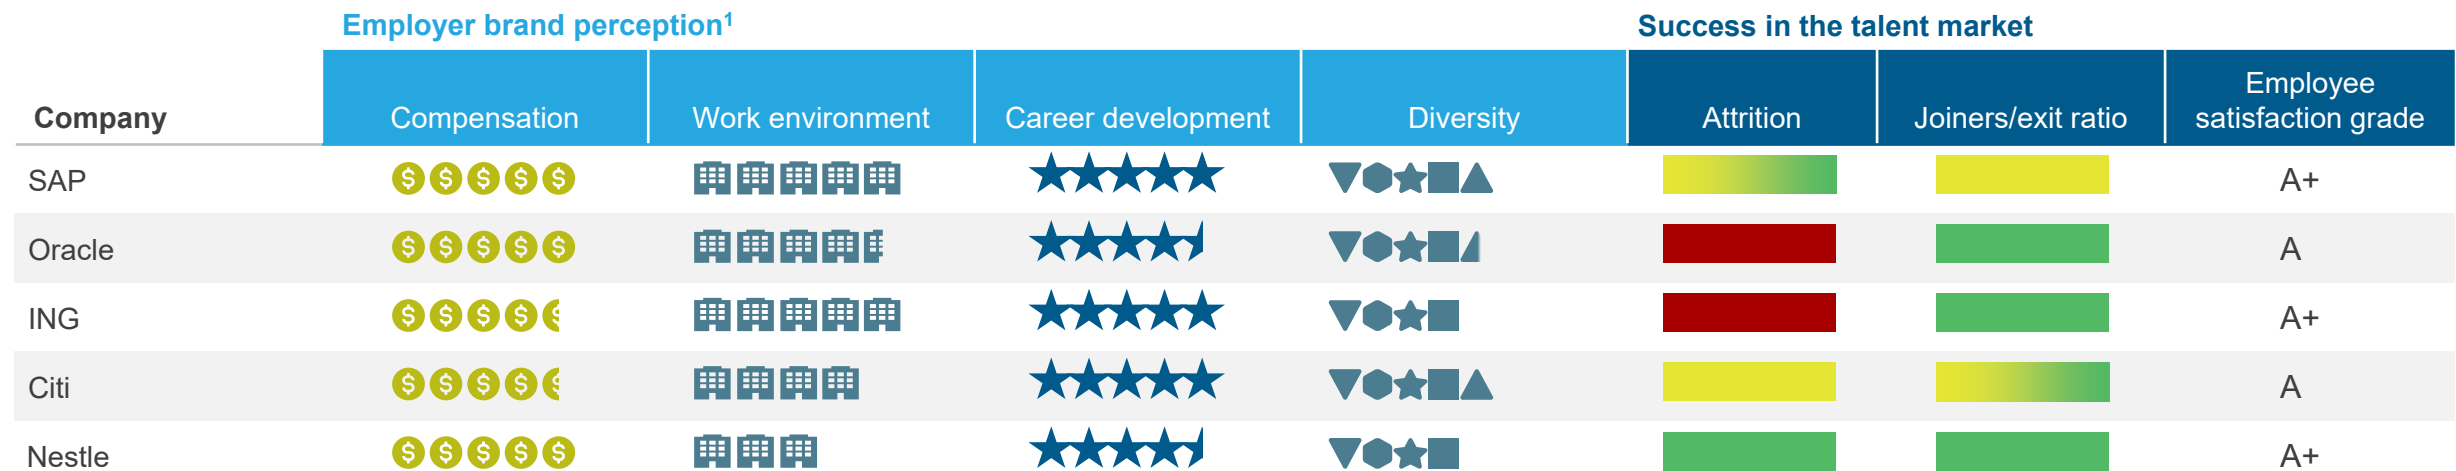 Employer brand perception1
Success in the talent market
Company
Compensation
Work environment
Career development
Diversity
Attrition
Joiners/exit ratio
Employee
satisfaction grade
SAP
A+
Oracle
A
ING
A+
Citi
A
Nestle
A+